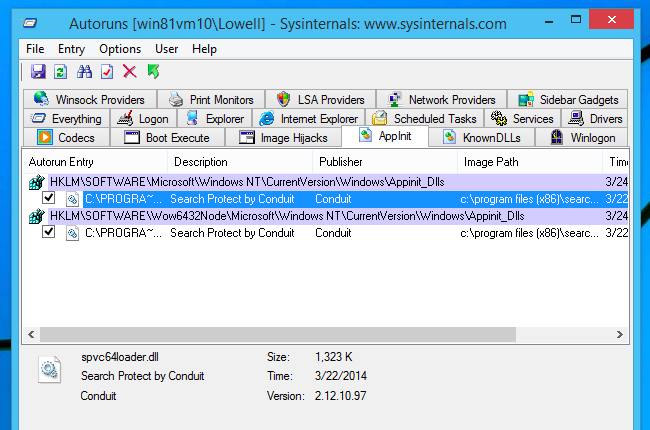 Autoruns [win81vm10\Lowell] - Sysinternals: www.sysinternals.com
File Entry Options User Help
Winsock Providers Print Monitors LSA Providers Network Providers Sidebar Gadgets
Everything Logon Explorer Internet Explorer Scheduled Tasks Services Drivers
Codecs Boot Execute Image Hijacks AppInit KnownDLLs Winlogon
Autorun Entry Description Publisher Image Path
HKLM\SOFTWARE\Microsoft\Windows NT\CurrentVersion\Windows\Appinit_Dlls 3/24
C:\PROGRA~... Search Protect by Conduit Conduit c:\program files (x86)\searc... 3/22
HKLM\SOFTWARE\Wow6432Node\Microsoft\Windows NT\CurrentVersion\Windows\Appinit_Dlls 3/24
C:\PROGRA~... Search Protect by Conduit Conduit c:\program files (x86)\searc... 3/22
spvc64loader.dll Size: 1,323 K
Search Protect by Conduit Time: 3/22/2014
Conduit Version: 2.12.10.97